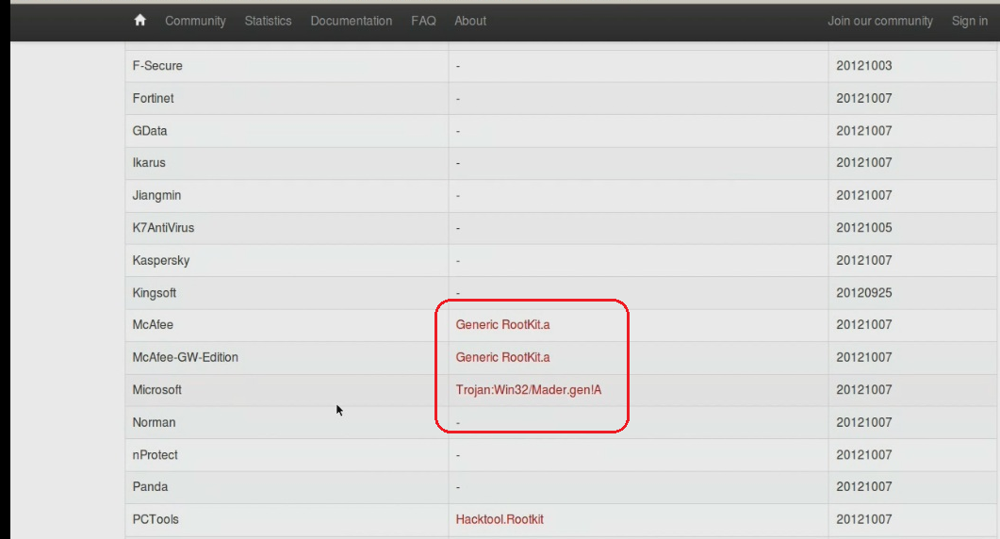 Community Statistics Documentation FAQ About Join our community Sign in
F-Secure - 20121003
Fortinet - 20121007
GData - 20121007
Ikarus - 20121007
Jiangmin - 20121007
K7AntiVirus - 20121005
Kaspersky - 20121007
Kingsoft - 20120925
McAfee Generic RootKit.a 20121007
McAfee-GW-Edition Generic RootKit.a 20121007
Microsoft Trojan:Win32/Mader.gen!A 20121007
Norman - 20121007
nProtect - 20121007
Panda - 20121007
PCTools Hacktool.Rootkit 20121007